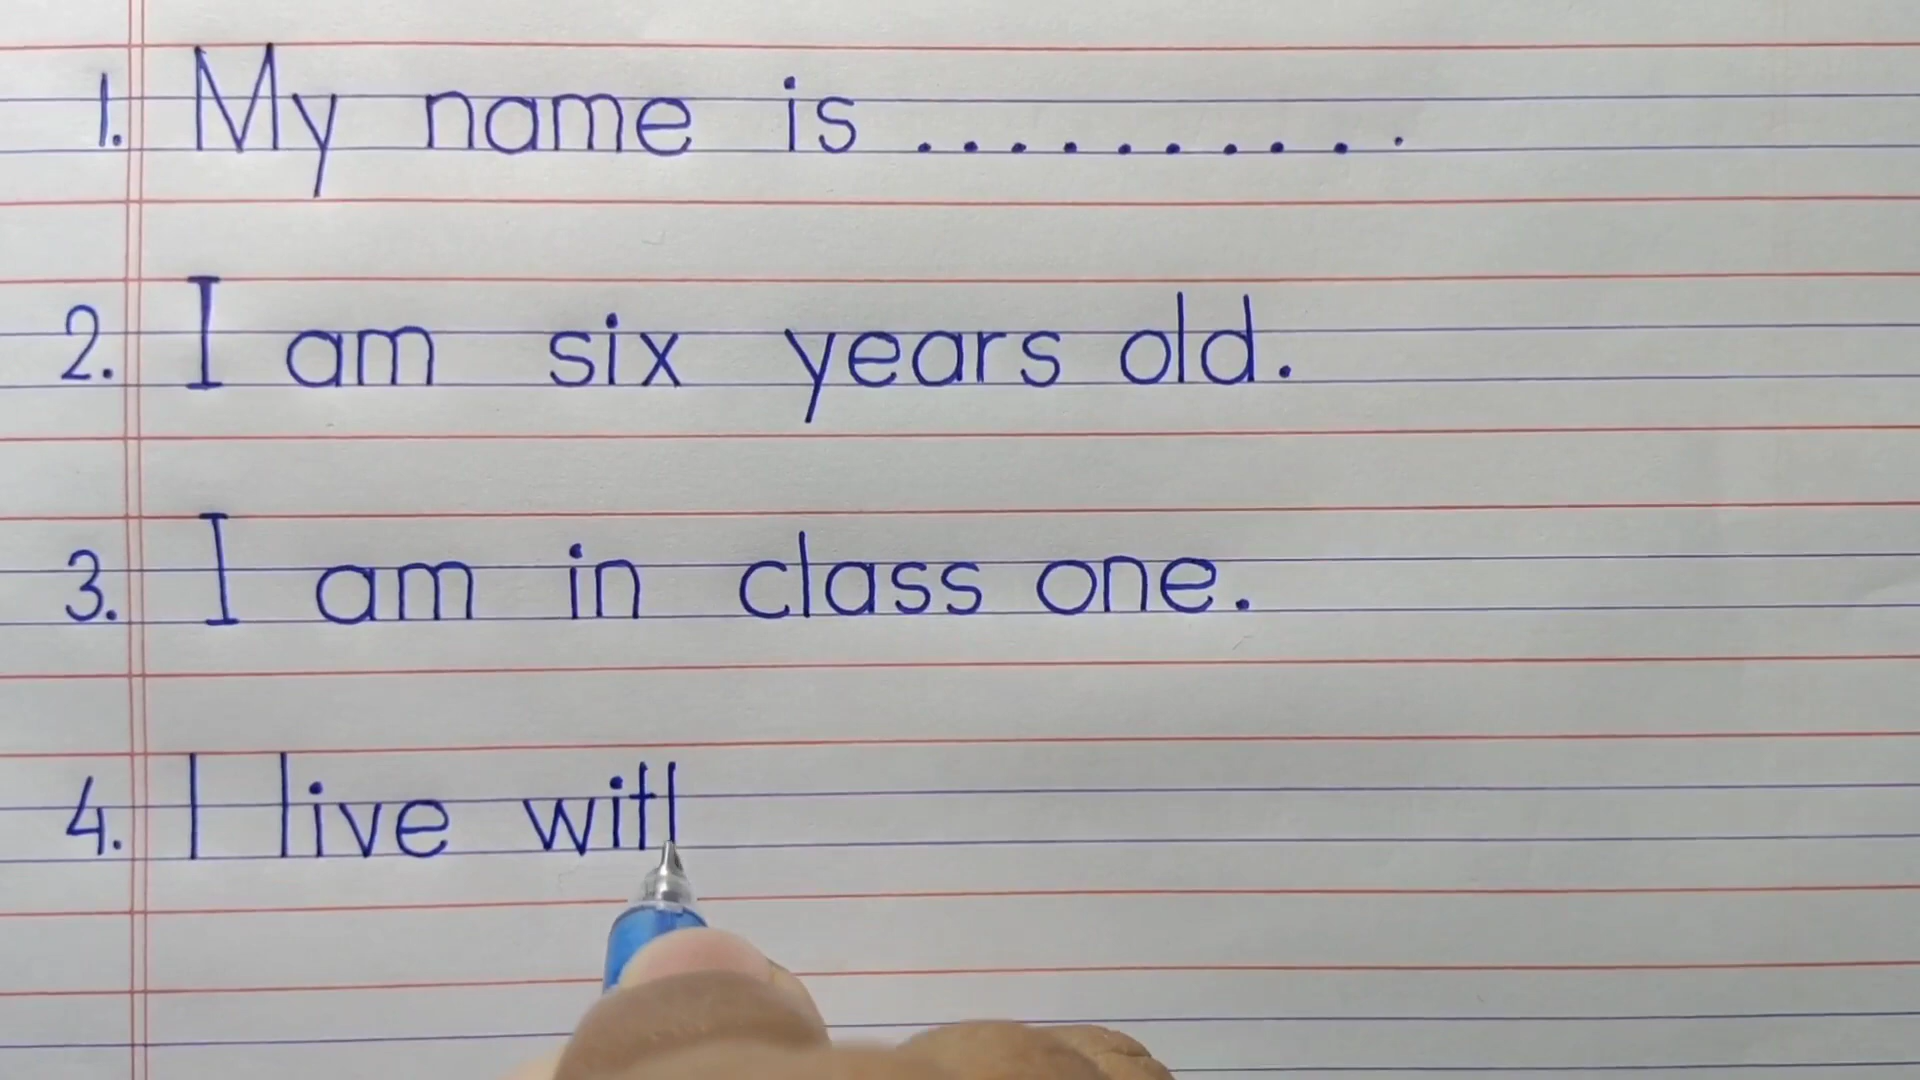 1. My name is ..........
2. I am six years old.
3. I am in class one.
4. I live